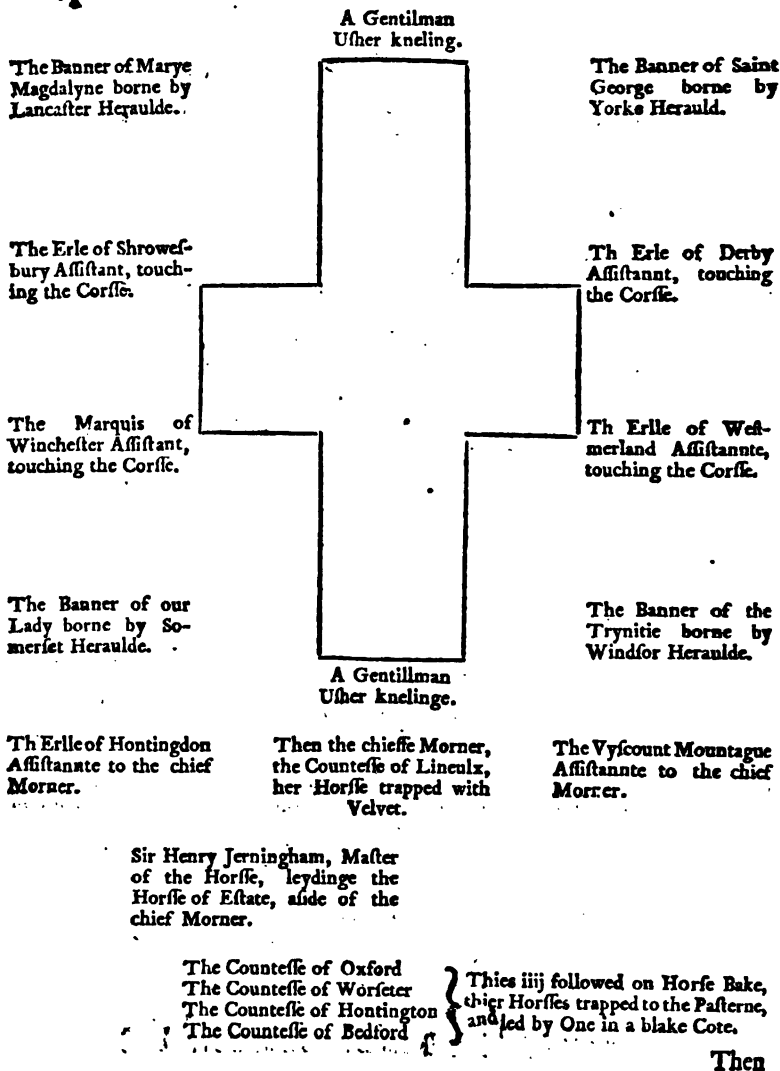 A Gentilman
Uſher kneling.
The Banner of Marye
Magdalyne borne by
Lancaſter Heraulde.
The Banner of Saint
George borne by
Yorke Herauld.
The Erle of Shroweſ-
bury Aſſiſtant, touch-
ing the Corſſe.
Th Erle of Derby
Aſſiſtannt, touching
the Corſſe.
The Marquis of
Wincheſter Aſſiſtant,
touching the Corſſe.
Th Erlle of Weſt-
merland Aſſiſtannte,
touching the Corſſe.
The Banner of our
Lady borne by So-
merſet Heraulde.
The Banner of the
Trynitie borne by
Windſor Heraulde.
A Gentillman
Uſher knelinge.
Th Erlle of Hontingdon
Aſſiſtannte to the chief
Morner.
Then the chieffe Morner,
the Counteſſe of Lineulx,
her Horſſe trapped with
Velvet.
The Vyſcount Mountague
Aſſiſtannte to the chief
Morner.
Sir Henry Jerningham, Maſter
of the Horſſe, leydinge the
Horſſe of Eſtate, aſide of the
chief Morner.
The Counteſſe of Oxford
The Counteſſe of Worſeter
The Counteſſe of Hontington
The Counteſſe of Bedford
Thies iiij followed on Horſe Bake,
thier Horſſes trapped to the Paſterne,
and led by One in a blake Cote.
Then